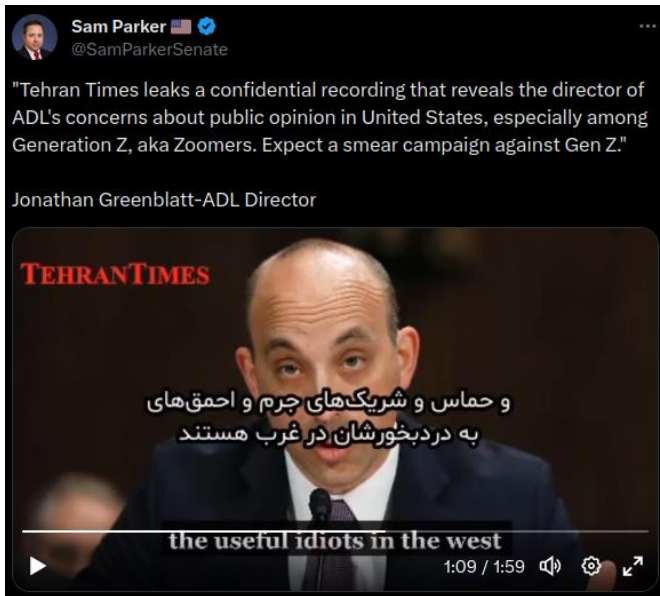 Sam Parker
@SamParkerSenate
"Tehran Times leaks a confidential recording that reveals the director of
ADL's concerns about public opinion in United States, especially among
Generation Z, aka Zoomers. Expect a smear campaign against Gen Z."
Jonathan Greenblatt-ADL Director
TEHRANTIMES
و حماس و شریک‌های جرم و احمق‌های
به دردبخورشان در غرب هستند
the useful idiots in the west
1:09 / 1:59